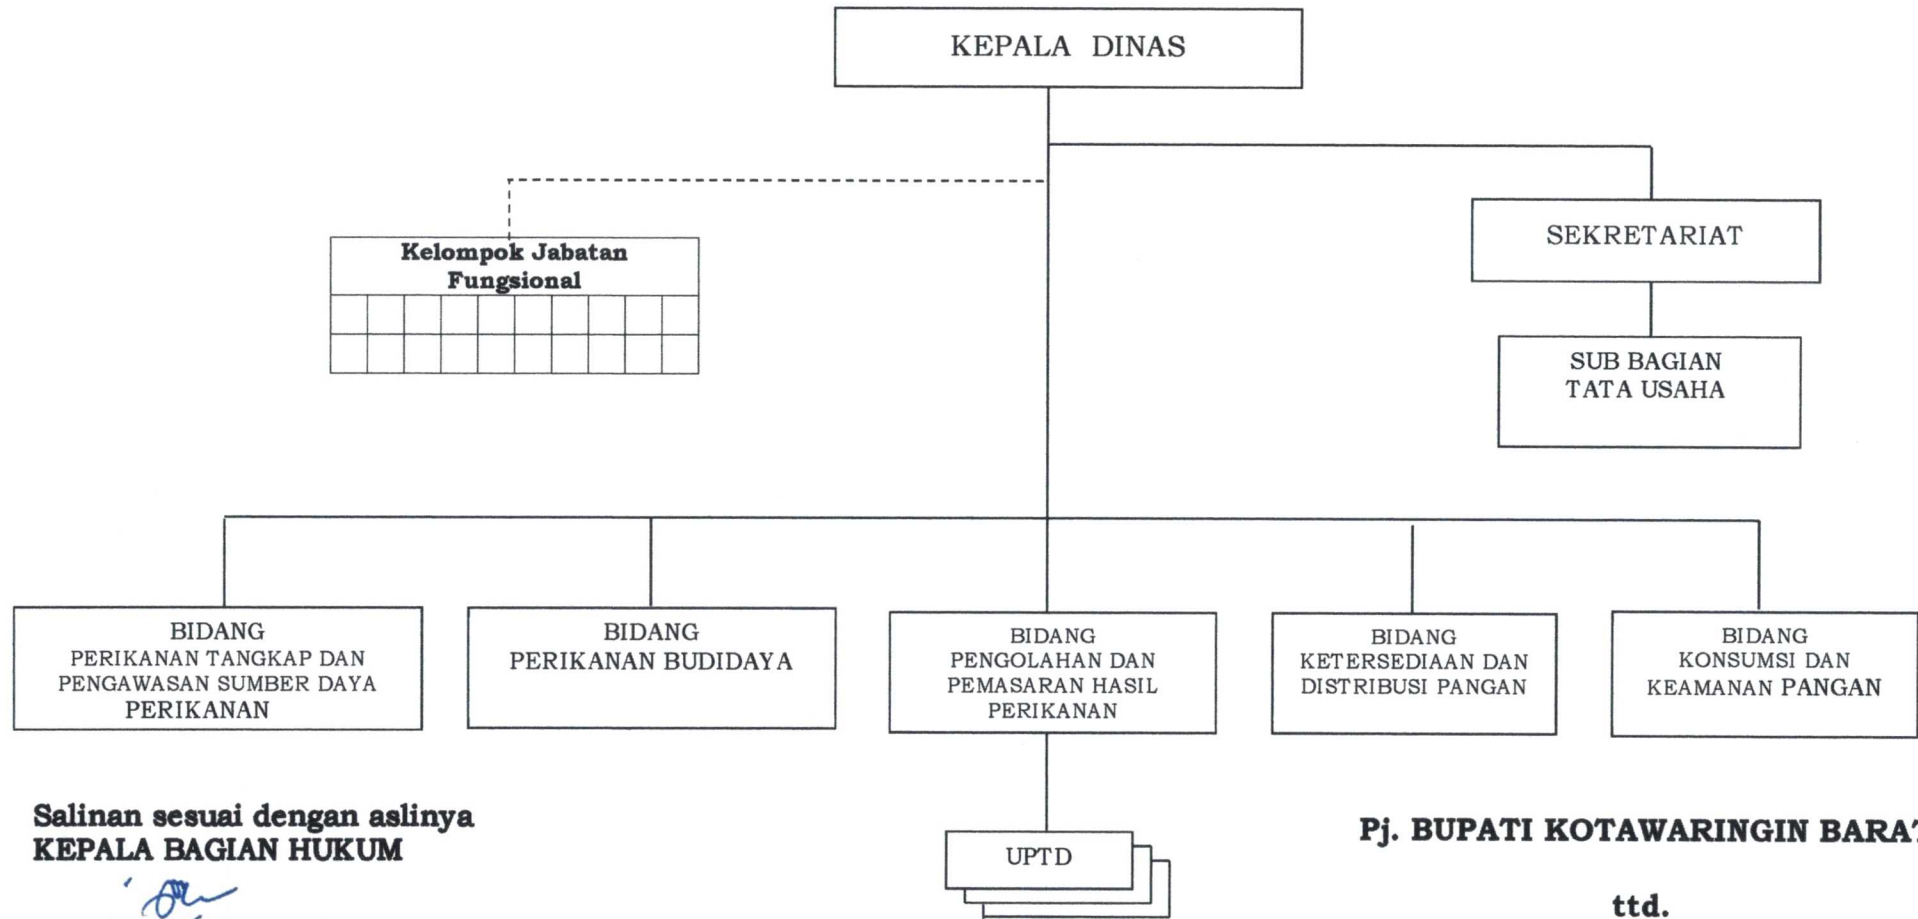 KEPALA DINAS
SEKRETARIAT
Kelompok Jabatan
Fungsional
SUB BAGIAN
TATA USAHA
BIDANG
PERIKANAN TANGKAP DAN
PENGAWASAN SUMBER DAYA
PERIKANAN
BIDANG
PERIKANAN BUDIDAYA
BIDANG
PENGOLAHAN DAN
PEMASARAN HASIL
PERIKANAN
BIDANG
KETERSEDIAAN DAN
DISTRIBUSI PANGAN
BIDANG
KONSUMSI DAN
KEAMANAN PANGAN
UPTD
Salinan sesuai dengan aslinya
KEPALA BAGIAN HUKUM
Pj. BUPATI KOTAWARINGIN BARAT
ttd.